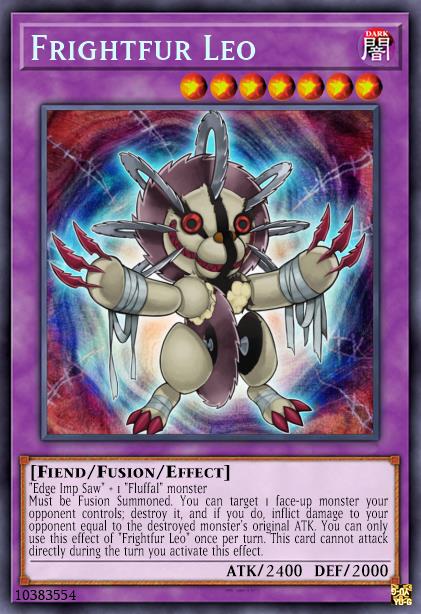 Frightfur Leo
DARK
闇
[Fiend/Fusion/Effect]
"Edge Imp Saw" + 1 "Fluffal" monster
Must be Fusion Summoned. You can target 1 face-up monster your
opponent controls; destroy it, and if you do, inflict damage to your
opponent equal to the destroyed monster's original ATK. You can only
use this effect of "Frightfur Leo" once per turn. This card cannot attack
directly during the turn you activate this effect.
ATK/2400 DEF/2000
10383554